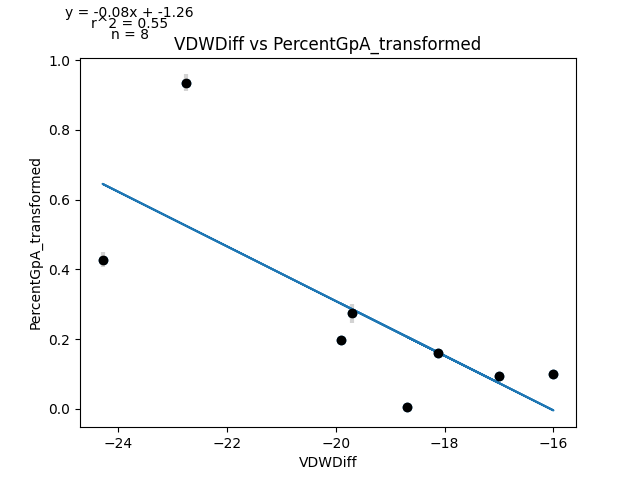 y = -0.08x + -1.26
r^2 = 0.55
n = 8
VDWDiff vs PercentGpA_transformed
1.0
0.8
0.6
0.4
0.2
0.0
PercentGpA_transformed
−24
−22
−20
−18
−16
VDWDiff